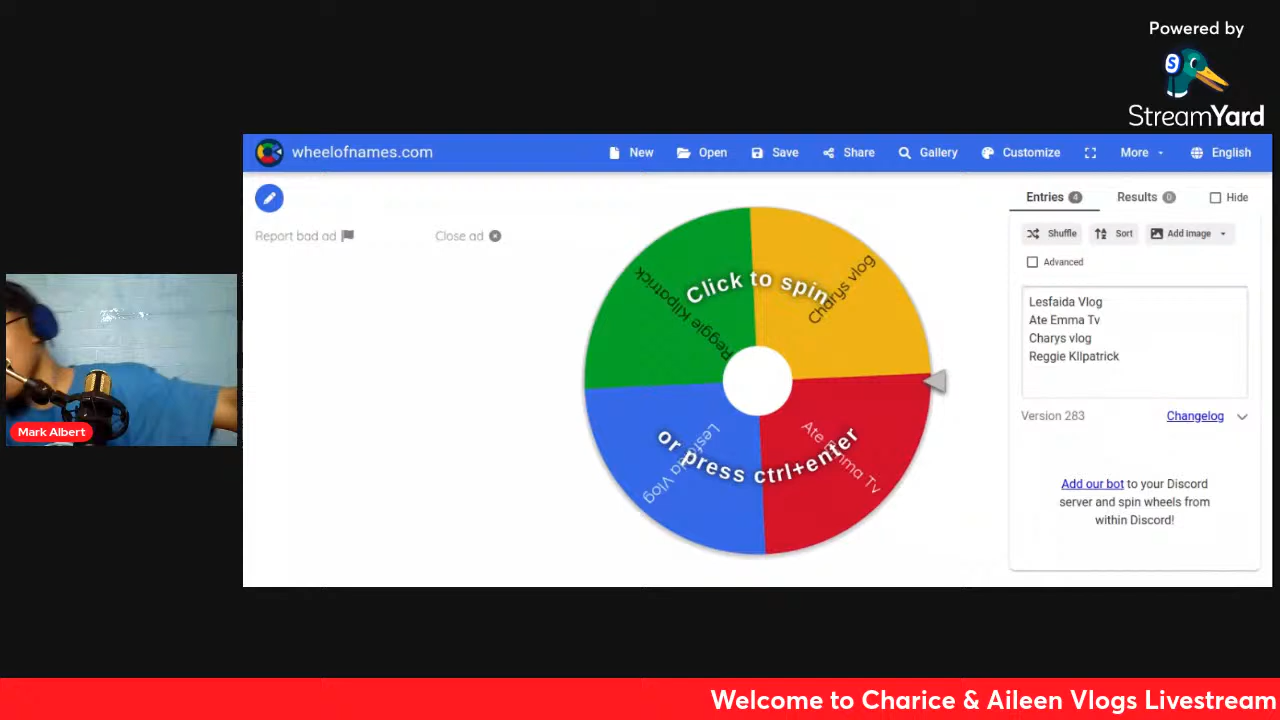 Powered by
S
StreamYard
wheelofnames.com
New
Open
Save
Share
Gallery
Customize
More
English
Report bad ad
Close ad
Reggie KIlpatrick
Charys vlog
Lesfaida Vlog
Ate Emma Tv
Click to spin
or press ctrl+enter
Entries 4
Results 0
Hide
Shuffle
Sort
Add image
Advanced
Lesfaida Vlog
Ate Emma Tv
Charys vlog
Reggie KIlpatrick
Version 283
Changelog
Add our bot to your Discord
server and spin wheels from
within Discord!
Mark Albert
Welcome to Charice & Aileen Vlogs Livestream